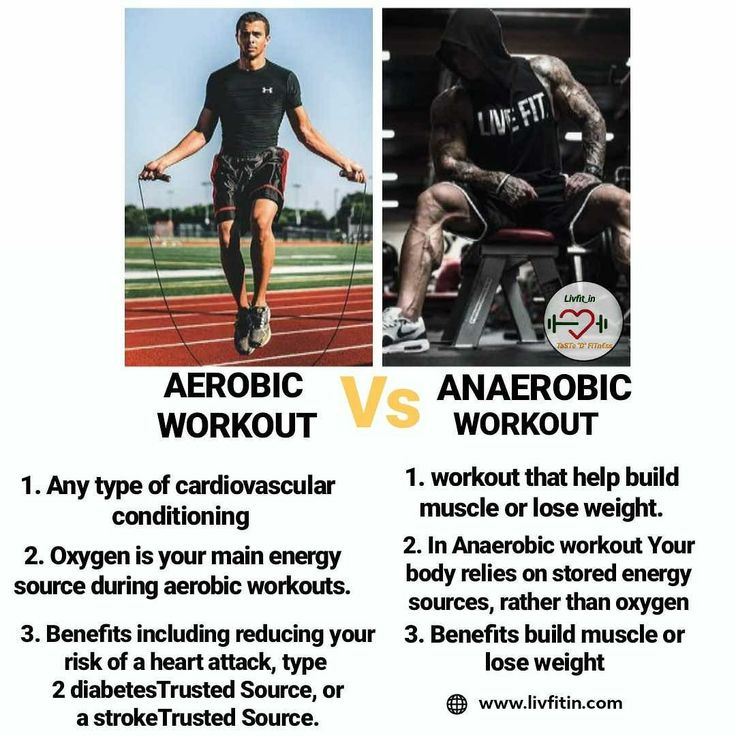 LIVE FIT.
Livfit_in
TaSTe "O" FiTnEss
AEROBIC
WORKOUT
Vs
ANAEROBIC
WORKOUT
1. Any type of cardiovascular
conditioning
2. Oxygen is your main energy
source during aerobic workouts.
3. Benefits including reducing your
risk of a heart attack, type
2 diabetesTrusted Source, or
a strokeTrusted Source.
1. workout that help build
muscle or lose weight.
2. In Anaerobic workout Your
body relies on stored energy
sources, rather than oxygen
3. Benefits build muscle or
lose weight
www.livfitin.com